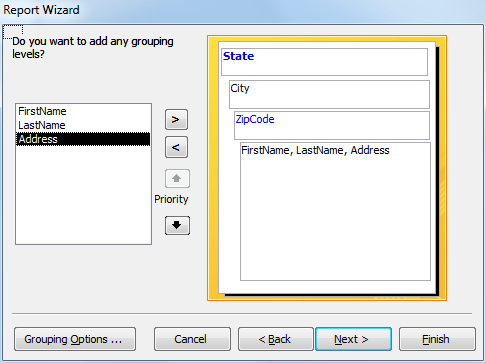 Report Wizard
Do you want to add any grouping
levels?
FirstName
LastName
Address
>
<
Priority
State
City
ZipCode
FirstName, LastName, Address
Grouping Options ...
Cancel
< Back
Next >
Finish